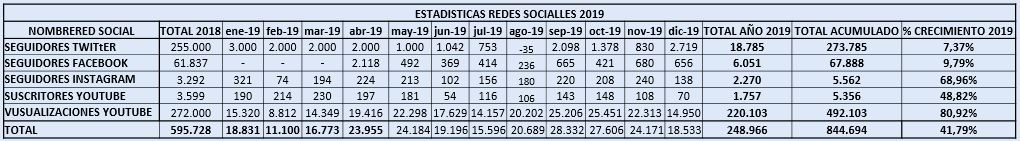 ESTADISTICAS REDES SOCIALLES 2019
NOMBRERED SOCIAL TOTAL 2018 ene-19 feb-19 mar-19 abr-19 may-19 jun-19 jul-19 ago-19 sep-19 oct-19 nov-19 dic-19 TOTAL AÑO 2019 TOTAL ACUMULADO % CRECIMIENTO 2019
SEGUIDORES TWITtER 255.000 3.000 2.000 2.000 2.000 1.000 1.042 753 -35 2.098 1.378 830 2.719 18.785 273.785 7,37%
SEGUIDORES FACEBOOK 61.837 - - - 2.118 492 369 414 236 665 421 680 656 6.051 67.888 9,79%
SEGUIDORES INSTAGRAM 3.292 321 74 194 224 213 102 156 180 220 208 240 138 2.270 5.562 68,96%
SUSCRITORES YOUTUBE 3.599 190 214 230 197 181 54 116 106 143 148 108 70 1.757 5.356 48,82%
VUSUALIZACIONES YOUTUBE 272.000 15.320 8.812 14.349 19.416 22.298 17.629 14.157 20.202 25.206 25.451 22.313 14.950 220.103 492.103 80,92%
TOTAL 595.728 18.831 11.100 16.773 23.955 24.184 19.196 15.596 20.689 28.332 27.606 24.171 18.533 248.966 844.694 41,79%